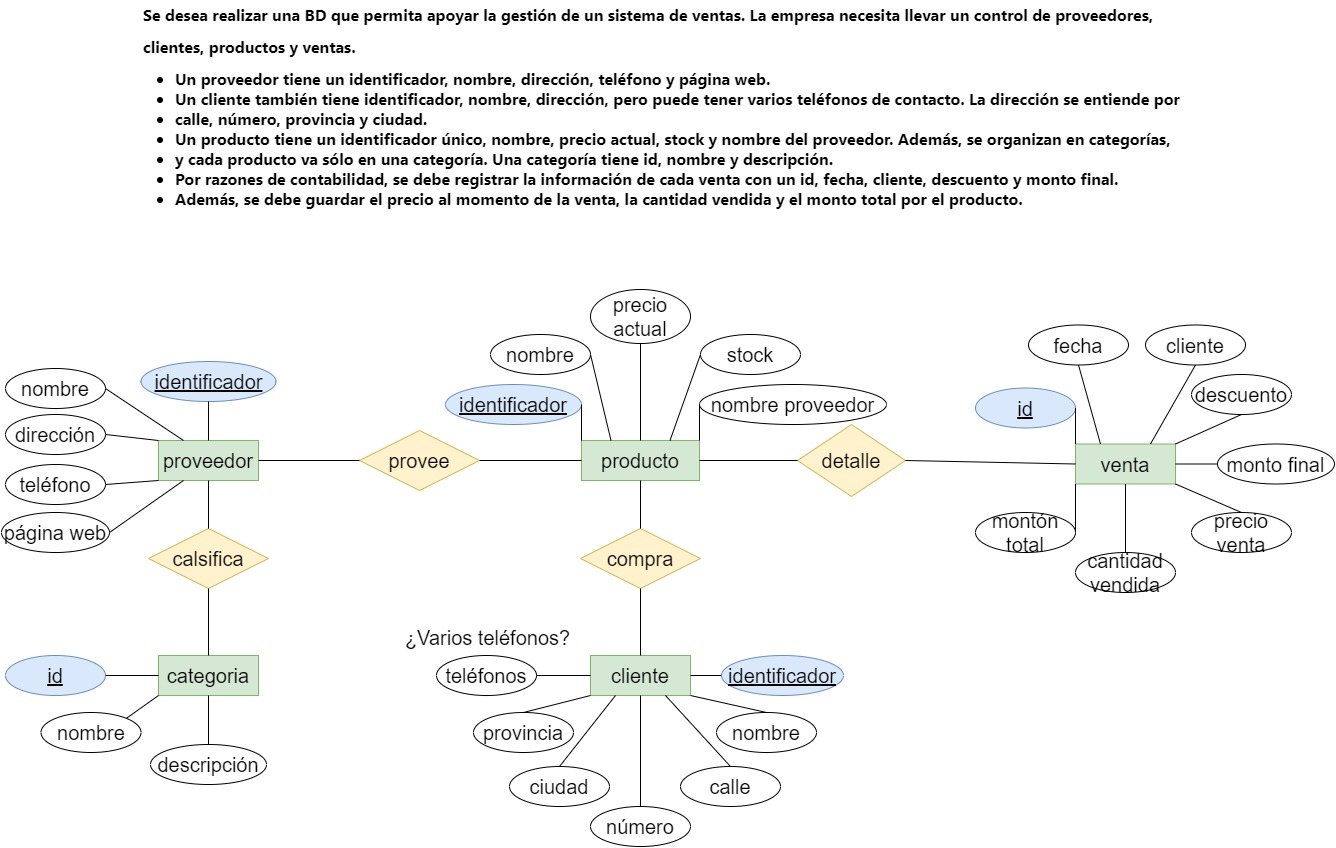 Se desea realizar una BD que permita apoyar la gestión de un sistema de ventas. La empresa necesita llevar un control de proveedores,
clientes, productos y ventas.
• Un proveedor tiene un identificador, nombre, dirección, teléfono y página web.
• Un cliente también tiene identificador, nombre, dirección, pero puede tener varios teléfonos de contacto. La dirección se entiende por
• calle, número, provincia y ciudad.
• Un producto tiene un identificador único, nombre, precio actual, stock y nombre del proveedor. Además, se organizan en categorías,
• y cada producto va sólo en una categoría. Una categoría tiene id, nombre y descripción.
• Por razones de contabilidad, se debe registrar la información de cada venta con un id, fecha, cliente, descuento y monto final.
• Además, se debe guardar el precio al momento de la venta, la cantidad vendida y el monto total por el producto.
nombre
identificador
dirección
teléfono
página web
proveedor
provee
precio
actual
nombre
stock
identificador
nombre proveedor
producto
detalle
fecha
cliente
id
descuento
venta
monto final
montón
total
cantidad
vendida
precio
venta
calsifica
compra
id
categoria
nombre
descripción
¿Varios teléfonos?
teléfonos
cliente
identificador
provincia
nombre
ciudad
calle
número